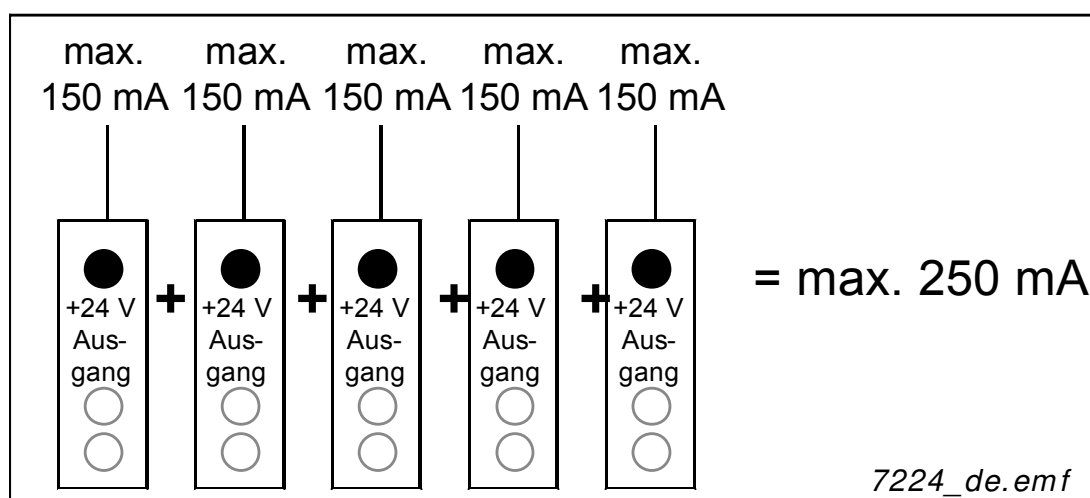 max. max. max. max. max.
150 mA 150 mA 150 mA 150 mA 150 mA
+24 V + +24 V + +24 V + +24 V + +24 V = max. 250 mA
Aus- Aus- Aus- Aus- Aus-
gang gang gang gang gang
7224_de.emf